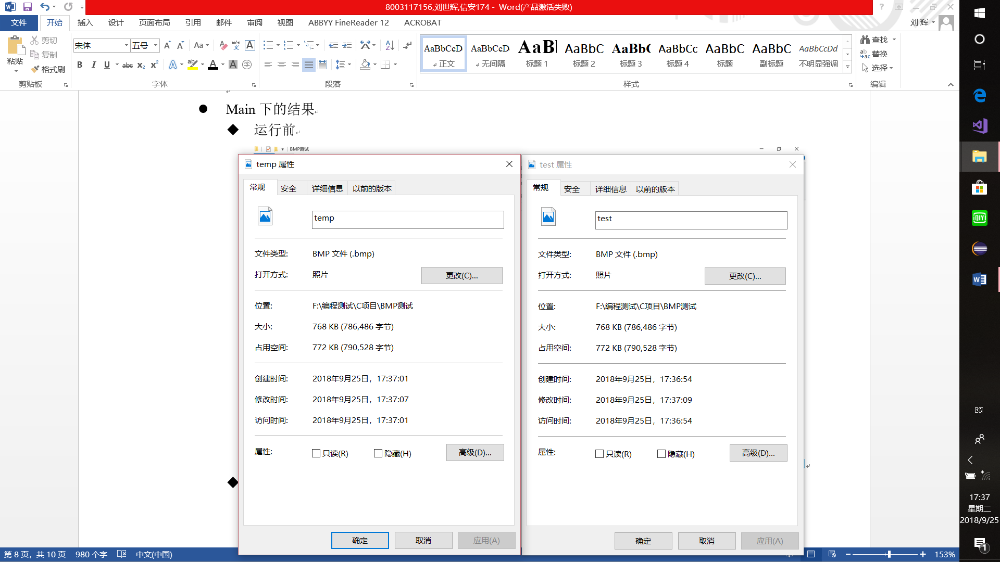 8003117156,刘世辉,信安174 - Word(产品激活失败)
文件 开始 插入 设计 页面布局 引用 邮件 审阅 视图 ABBYY FineReader 12 ACROBAT 刘 辉
粘贴 剪切 复制 格式刷
宋体 五号 Aa wén 文 A
B I U abc X₂ X² A ab A A 字
AaBbCcD AaBbCcD AaBl AaBbC AaBb( AaBbCc AaBbC AaBbC AaBbCcDd
正文 无间隔 标题 1 标题 2 标题 3 标题 4 标题 副标题 不明显强调
查找
替换
选择
剪贴板 字体 段落 样式 编辑
Main 下的结果
运行前
BMP测试
temp 属性
常规 安全 详细信息 以前的版本
temp
文件类型: BMP 文件 (.bmp)
打开方式: 照片 更改(C)...
位置: F:\编程测试\C项目\BMP测试
大小: 768 KB (786,486 字节)
占用空间: 772 KB (790,528 字节)
创建时间: 2018年9月25日，17:37:01
修改时间: 2018年9月25日，17:37:07
访问时间: 2018年9月25日，17:37:01
属性: 只读(R) 隐藏(H) 高级(D)...
确定 取消 应用(A)
test 属性
常规 安全 详细信息 以前的版本
test
文件类型: BMP 文件 (.bmp)
打开方式: 照片 更改(C)...
位置: F:\编程测试\C项目\BMP测试
大小: 768 KB (786,486 字节)
占用空间: 772 KB (790,528 字节)
创建时间: 2018年9月25日，17:36:54
修改时间: 2018年9月25日，17:37:09
访问时间: 2018年9月25日，17:36:54
属性: 只读(R) 隐藏(H) 高级(D)...
确定 取消 应用(A)
第 8 页，共 10 页 980 个字 中文(中国) 153%
QIYI
EN
17:37
星期二
2018/9/25
1